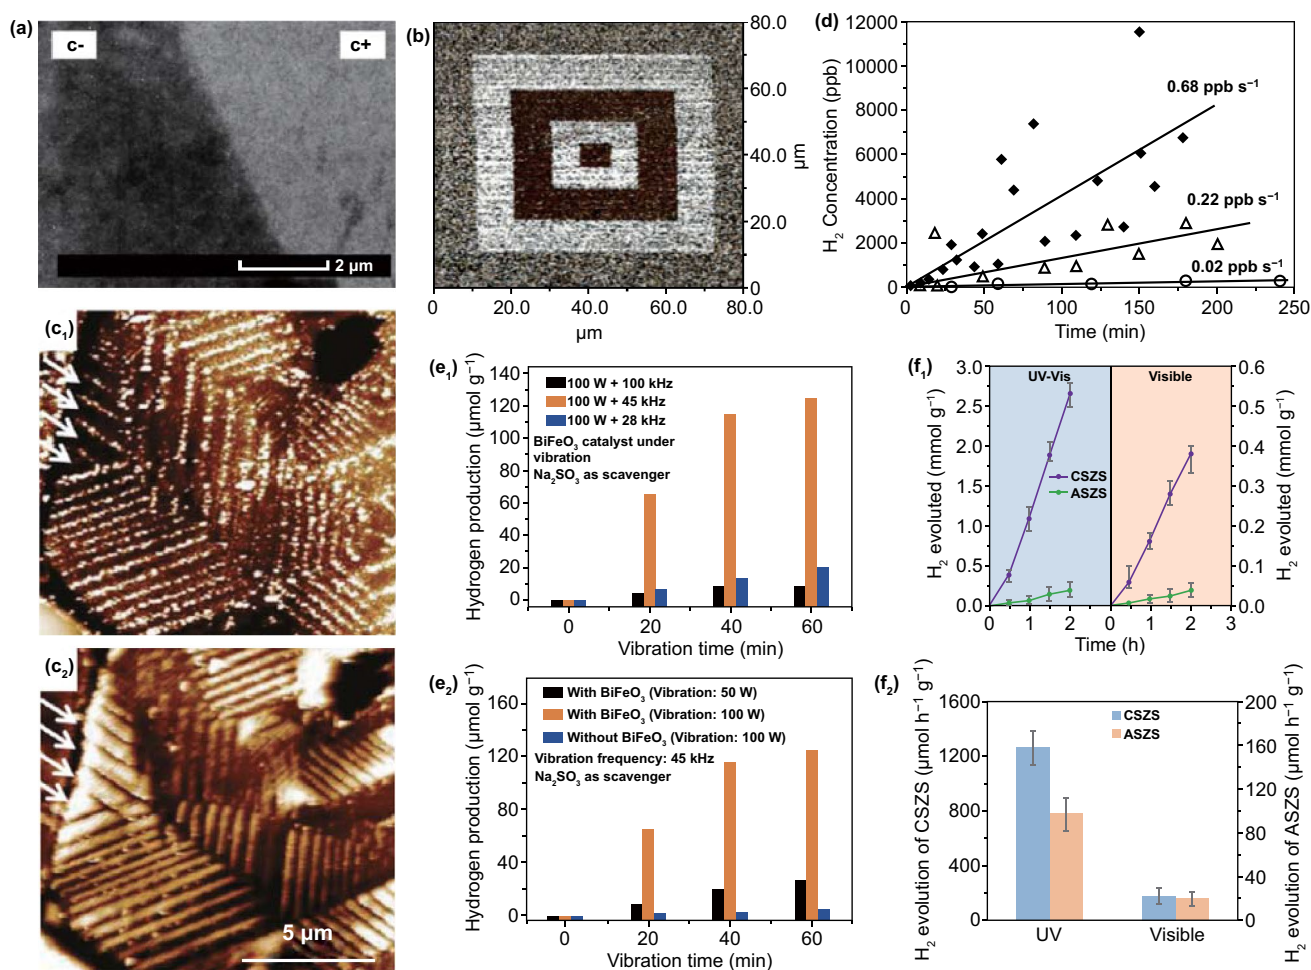 (a)
c-
c+
2 µm
(b)
80.0
60.0
40.0
20.0
0
µm
0
20.0
40.0
60.0
80.0
µm
(c₁)
(c₂)
5 µm
(d)
H₂ Concentration (ppb)
12000
10000
8000
6000
4000
2000
0
0.68 ppb s⁻¹
0.22 ppb s⁻¹
0.02 ppb s⁻¹
0 50 100 150 200 250
Time (min)
(e₁)
Hydrogen production (µmol g⁻¹)
140
120
100
80
60
40
20
0
100 W + 100 kHz
100 W + 45 kHz
100 W + 28 kHz
BiFeO₃ catalyst under
vibration
Na₂SO₃ as scavenger
0 20 40 60
Vibration time (min)
(e₂)
Hydrogen production (µmol g⁻¹)
160
120
80
40
0
With BiFeO₃ (Vibration: 50 W)
With BiFeO₃ (Vibration: 100 W)
Without BiFeO₃ (Vibration: 100 W)
Vibration frequency: 45 kHz
Na₂SO₃ as scavenger
0 20 40 60
Vibration time (min)
(f₁)
H₂ evoluted (mmol g⁻¹)
3.0
2.5
2.0
1.5
1.0
0.5
0.0
UV-Vis
Visible
CSZS
ASZS
0.6
0.5
0.4
0.3
0.2
0.1
0.0
H₂ evoluted (mmol g⁻¹)
0 1 2 0 1 2 3
Time (h)
(f₂)
H₂ evolution of CSZS (µmol h⁻¹ g⁻¹)
1600
1200
800
400
0
CSZS
ASZS
200
160
120
80
40
0
H₂ evolution of ASZS (µmol h⁻¹ g⁻¹)
UV
Visible